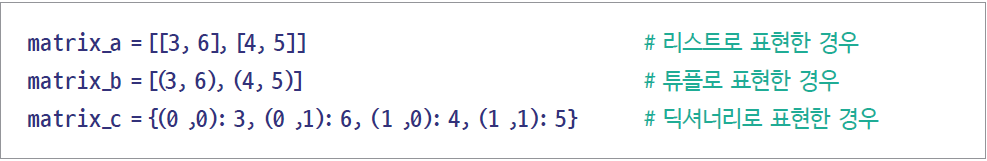 matrix_a = [[3, 6], [4, 5]] # 리스트로 표현한 경우
matrix_b = [(3, 6), (4, 5)] # 튜플로 표현한 경우
matrix_c = {(0 ,0): 3, (0 ,1): 6, (1 ,0): 4, (1 ,1): 5} # 딕셔너리로 표현한 경우